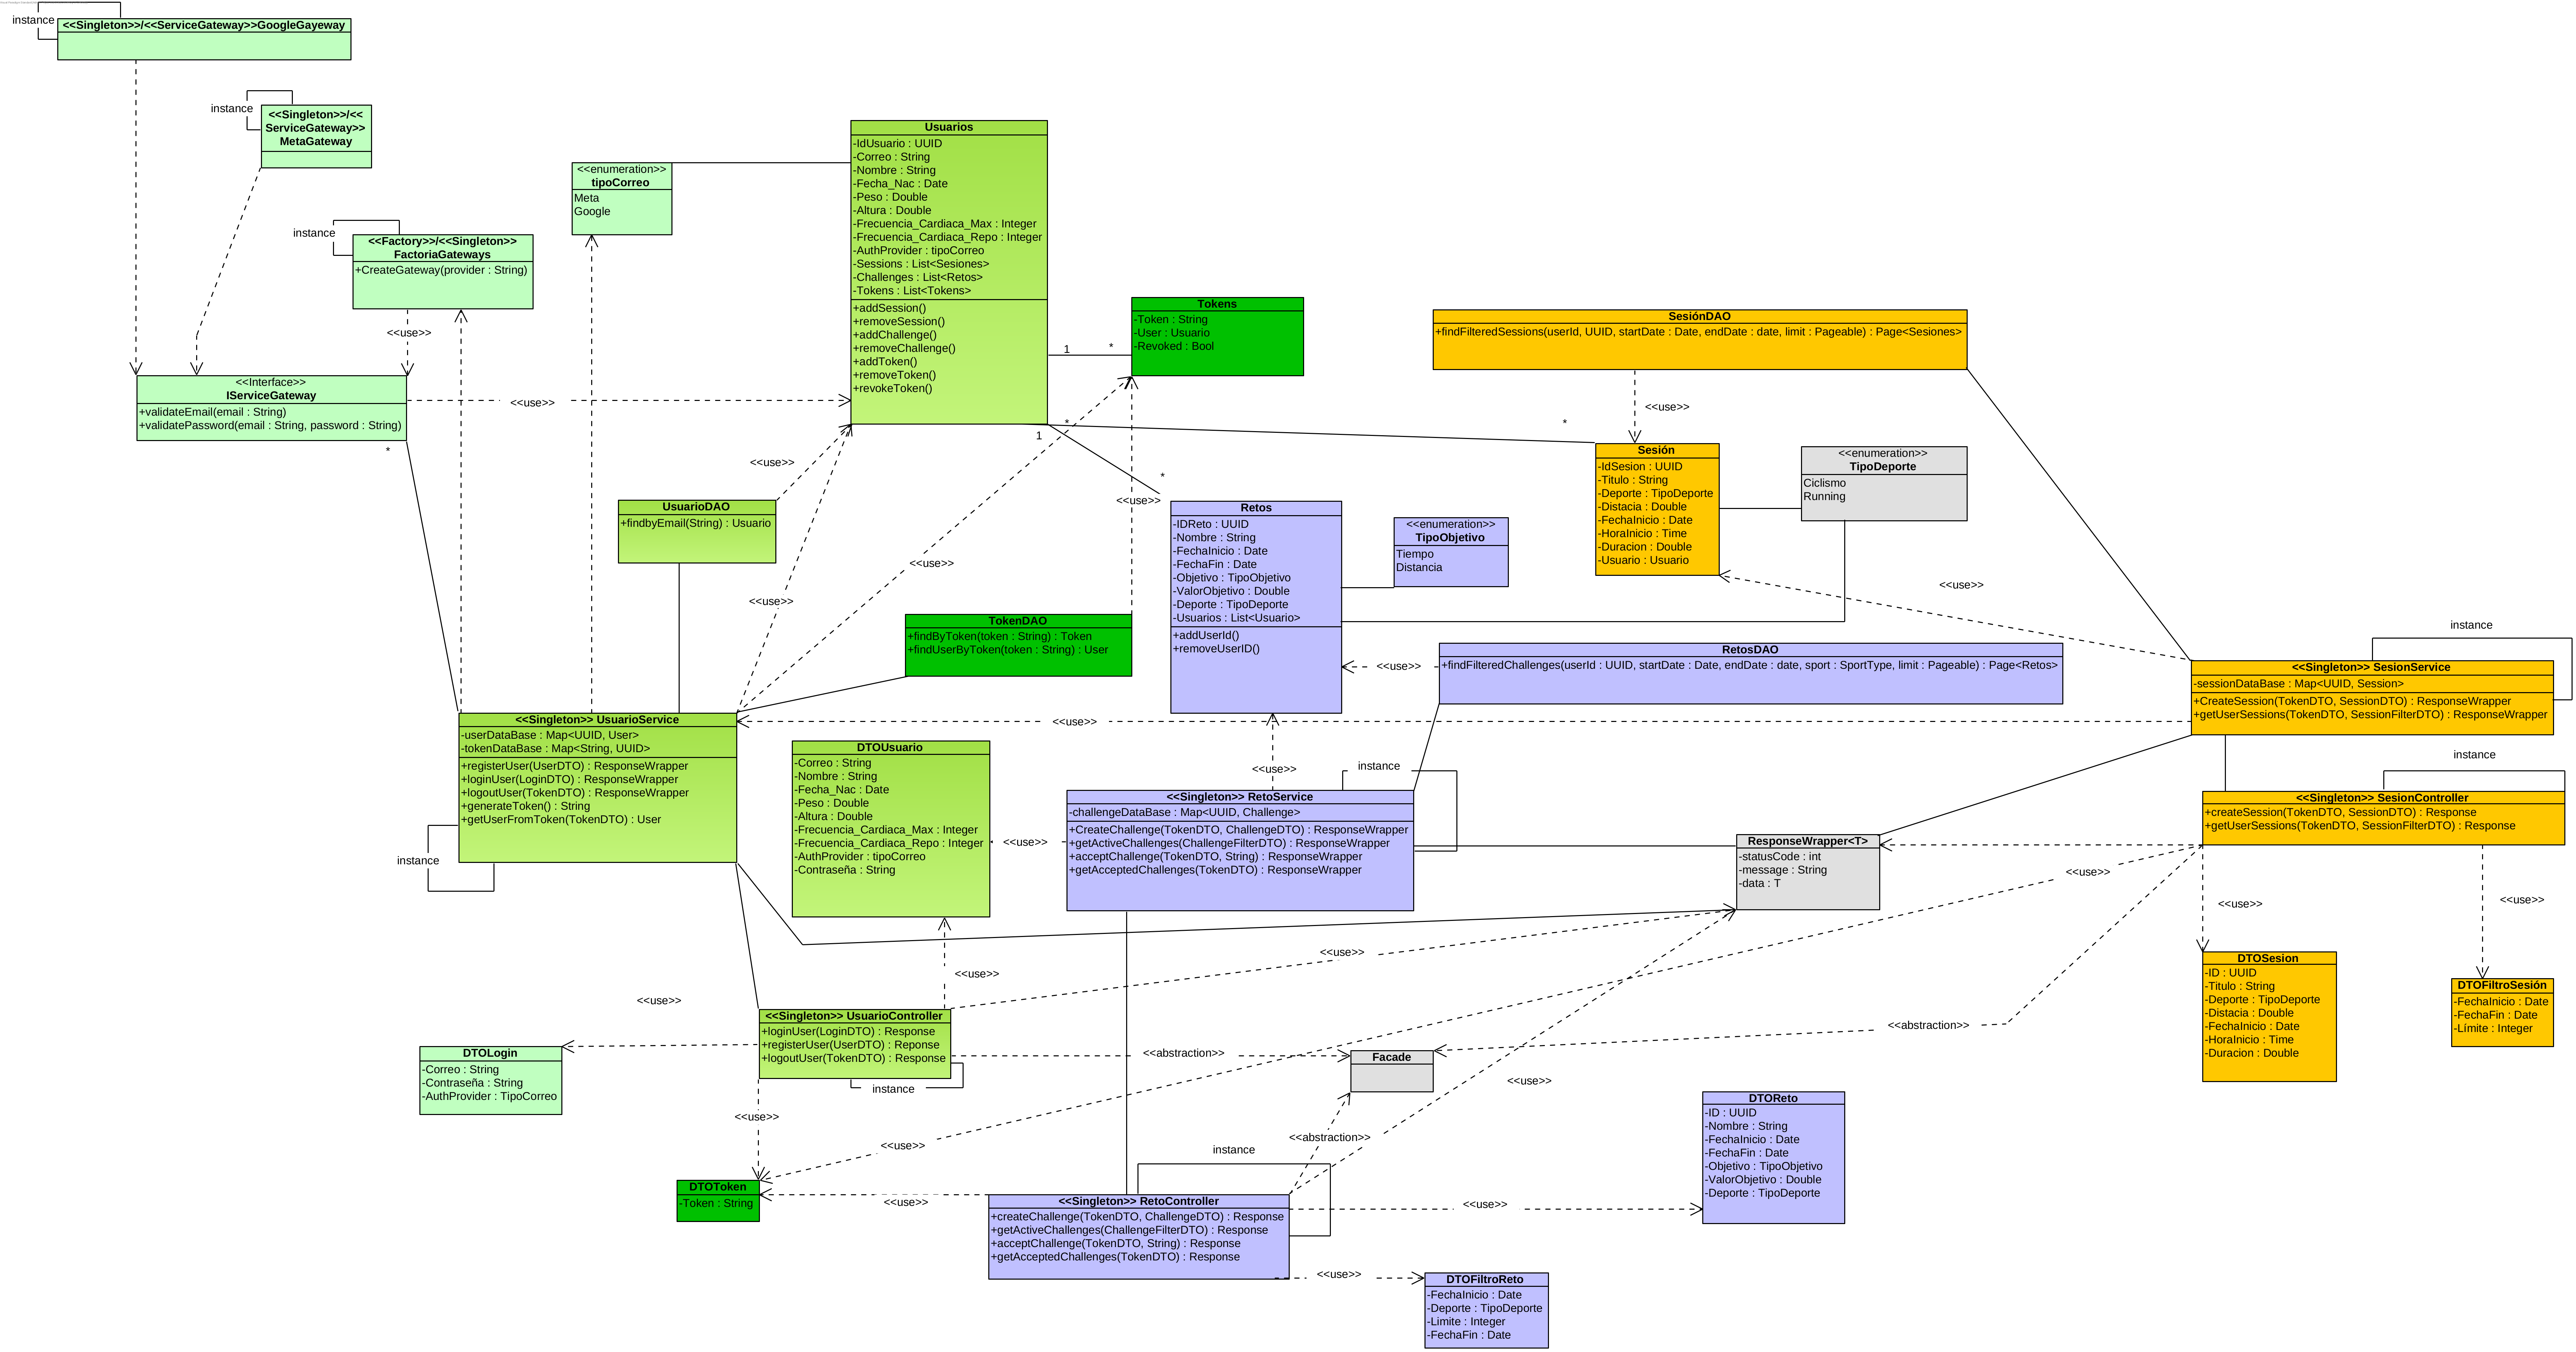 instance
<<Singleton>>/<<ServiceGateway>>GoogleGayeway
instance
<<Singleton>>/<<
ServiceGateway>>
MetaGateway
instance
<<Factory>>/<<Singleton>>
FactoriaGateways
+CreateGateway(provider : String)
<<use>>
<<Interface>>
IServiceGateway
+validateEmail(email : String)
+validatePassword(email : String, password : String)
*
<<use>>
<<enumeration>>
tipoCorreo
Meta
Google
Usuarios
-IdUsuario : UUID
-Correo : String
-Nombre : String
-Fecha_Nac : Date
-Peso : Double
-Altura : Double
-Frecuencia_Cardiaca_Max : Integer
-Frecuencia_Cardiaca_Repo : Integer
-AuthProvider : tipoCorreo
-Sessions : List<Sesiones>
-Challenges : List<Retos>
-Tokens : List<Tokens>
+addSession()
+removeSession()
+addChallenge()
+removeChallenge()
+addToken()
+removeToken()
+revokeToken()
1
*
Tokens
-Token : String
-User : Usuario
-Revoked : Bool
*
1
*
*
<<use>>
SesiónDAO
+findFilteredSessions(userId, UUID, startDate : Date, endDate : date, limit : Pageable) : Page<Sesiones>
<<use>>
Sesión
-IdSesion : UUID
-Titulo : String
-Deporte : TipoDeporte
-Distacia : Double
-FechaInicio : Date
-HoraInicio : Time
-Duracion : Double
-Usuario : Usuario
<<enumeration>>
TipoDeporte
Ciclismo
Running
<<use>>
<<use>>
UsuarioDAO
+findbyEmail(String) : Usuario
<<use>>
<<use>>
Retos
-IDReto : UUID
-Nombre : String
-FechaInicio : Date
-FechaFin : Date
-Objetivo : TipoObjetivo
-ValorObjetivo : Double
-Deporte : TipoDeporte
-Usuarios : List<Usuario>
+addUserId()
+removeUserID()
<<enumeration>>
TipoObjetivo
Tiempo
Distancia
TokenDAO
+findByToken(token : String) : Token
+findUserByToken(token : String) : User
<<use>>
RetosDAO
+findFilteredChallenges(userId : UUID, startDate : Date, endDate : date, sport : SportType, limit : Pageable) : Page<Retos>
instance
<<Singleton>> SesionService
-sessionDataBase : Map<UUID, Session>
+CreateSession(TokenDTO, SessionDTO) : ResponseWrapper
+getUserSessions(TokenDTO, SessionFilterDTO) : ResponseWrapper
<<use>>
<<Singleton>> UsuarioService
-userDataBase : Map<UUID, User>
-tokenDataBase : Map<String, UUID>
+registerUser(UserDTO) : ResponseWrapper
+loginUser(LoginDTO) : ResponseWrapper
+logoutUser(TokenDTO) : ResponseWrapper
+generateToken() : String
+getUserFromToken(TokenDTO) : User
instance
DTOUsuario
-Correo : String
-Nombre : String
-Fecha_Nac : Date
-Peso : Double
-Altura : Double
-Frecuencia_Cardiaca_Max : Integer
-Frecuencia_Cardiaca_Repo : Integer
-AuthProvider : tipoCorreo
-Contraseña : String
<<use>>
<<use>>
instance
<<Singleton>> RetoService
-challengeDataBase : Map<UUID, Challenge>
+CreateChallenge(TokenDTO, ChallengeDTO) : ResponseWrapper
+getActiveChallenges(ChallengeFilterDTO) : ResponseWrapper
+acceptChallenge(TokenDTO, String) : ResponseWrapper
+getAcceptedChallenges(TokenDTO) : ResponseWrapper
instance
<<Singleton>> SesionController
+createSession(TokenDTO, SessionDTO) : Response
+getUserSessions(TokenDTO, SessionFilterDTO) : Response
ResponseWrapper<T>
-statusCode : int
-message : String
-data : T
<<use>>
<<use>>
<<use>>
<<use>>
<<use>>
<<use>>
DTOSesion
-ID : UUID
-Titulo : String
-Deporte : TipoDeporte
-Distacia : Double
-FechaInicio : Date
-HoraInicio : Time
-Duracion : Double
DTOFiltroSesión
-FechaInicio : Date
-FechaFin : Date
-Límite : Integer
<<Singleton>> UsuarioController
+loginUser(LoginDTO) : Response
+registerUser(UserDTO) : Reponse
+logoutUser(TokenDTO) : Response
instance
DTOLogin
-Correo : String
-Contraseña : String
-AuthProvider : TipoCorreo
<<abstraction>>
<<abstraction>>
Facade
<<use>>
<<use>>
<<abstraction>>
<<use>>
instance
DTOReto
-ID : UUID
-Nombre : String
-FechaInicio : Date
-FechaFin : Date
-Objetivo : TipoObjetivo
-ValorObjetivo : Double
-Deporte : TipoDeporte
DTOToken
-Token : String
<<use>>
<<Singleton>> RetoController
+createChallenge(TokenDTO, ChallengeDTO) : Response
+getActiveChallenges(ChallengeFilterDTO) : Response
+acceptChallenge(TokenDTO, String) : Response
+getAcceptedChallenges(TokenDTO) : Response
<<use>>
<<use>>
DTOFiltroReto
-FechaInicio : Date
-Deporte : TipoDeporte
-Limite : Integer
-FechaFin : Date